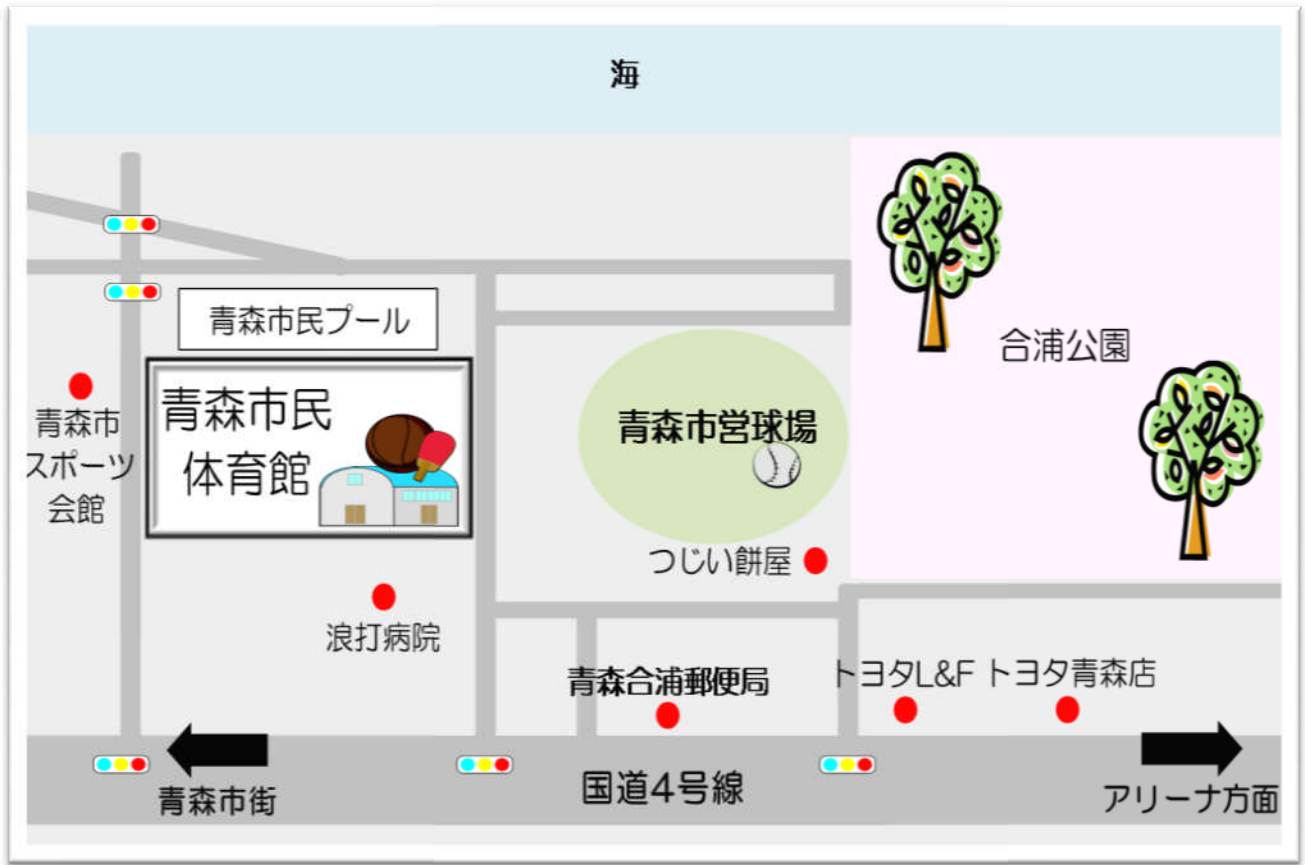 海
青森市民プール
青森市民
体育館
青森市
スポーツ
会館
青森市営球場
合浦公園
つじい餅屋
浪打病院
青森合浦郵便局
トヨタL&F
トヨタ青森店
青森市街
国道4号線
アリーナ方面